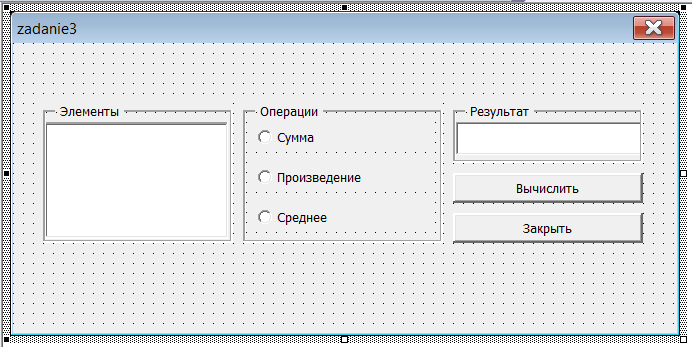 zadanie3
Элементы
Операции
Сумма
Произведение
Среднее
Результат
Вычислить
Закрыть